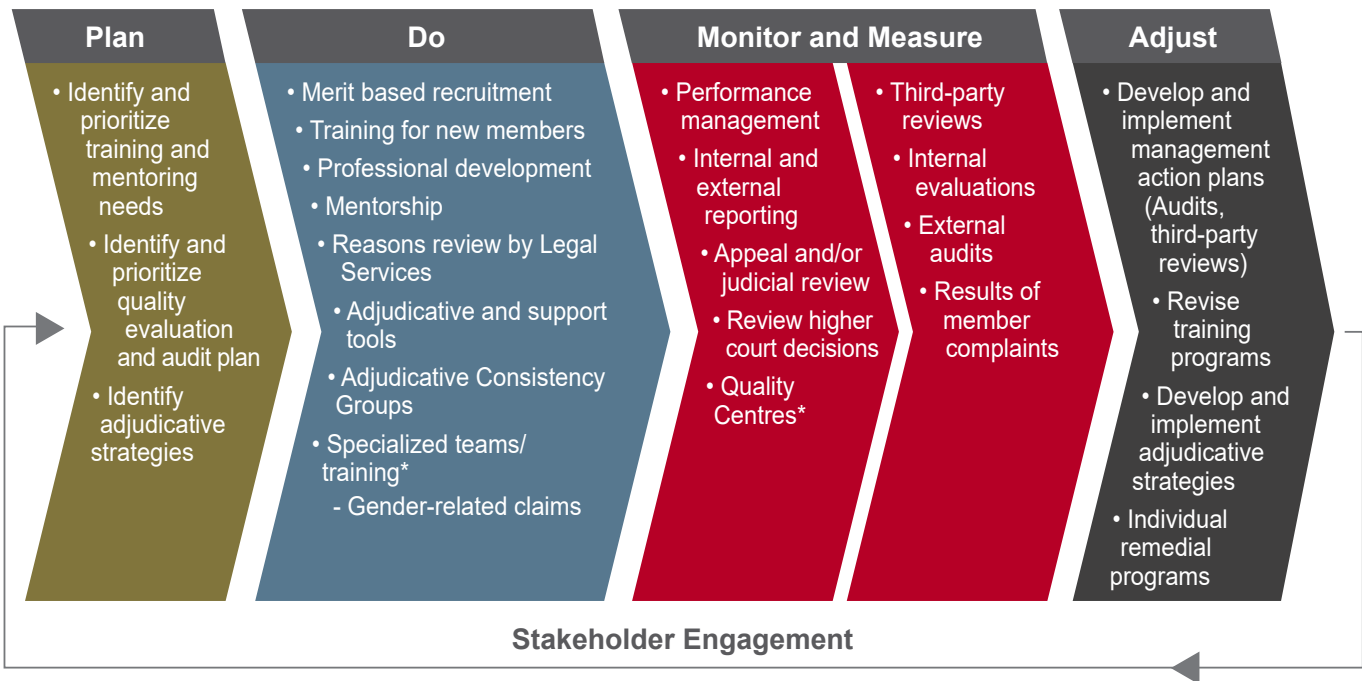 Plan
• Identify and
prioritize
training and
mentoring
needs
• Identify and
prioritize
quality
evaluation
and audit plan
• Identify
adjudicative
strategies
Do
• Merit based recruitment
• Training for new members
• Professional development
• Mentorship
• Reasons review by Legal
Services
• Adjudicative and support
tools
• Adjudicative Consistency
Groups
• Specialized teams/
training*
- Gender-related claims
Monitor and Measure
• Performance
management
• Internal and
external
reporting
• Appeal and/or
judicial review
• Review higher
court decisions
• Quality
Centres*
• Third-party
reviews
• Internal
evaluations
• External
audits
• Results of
member
complaints
Adjust
• Develop and
implement
management
action plans
(Audits,
third-party
reviews)
• Revise
training
programs
• Develop and
implement
adjudicative
strategies
• Individual
remedial
programs
Stakeholder Engagement